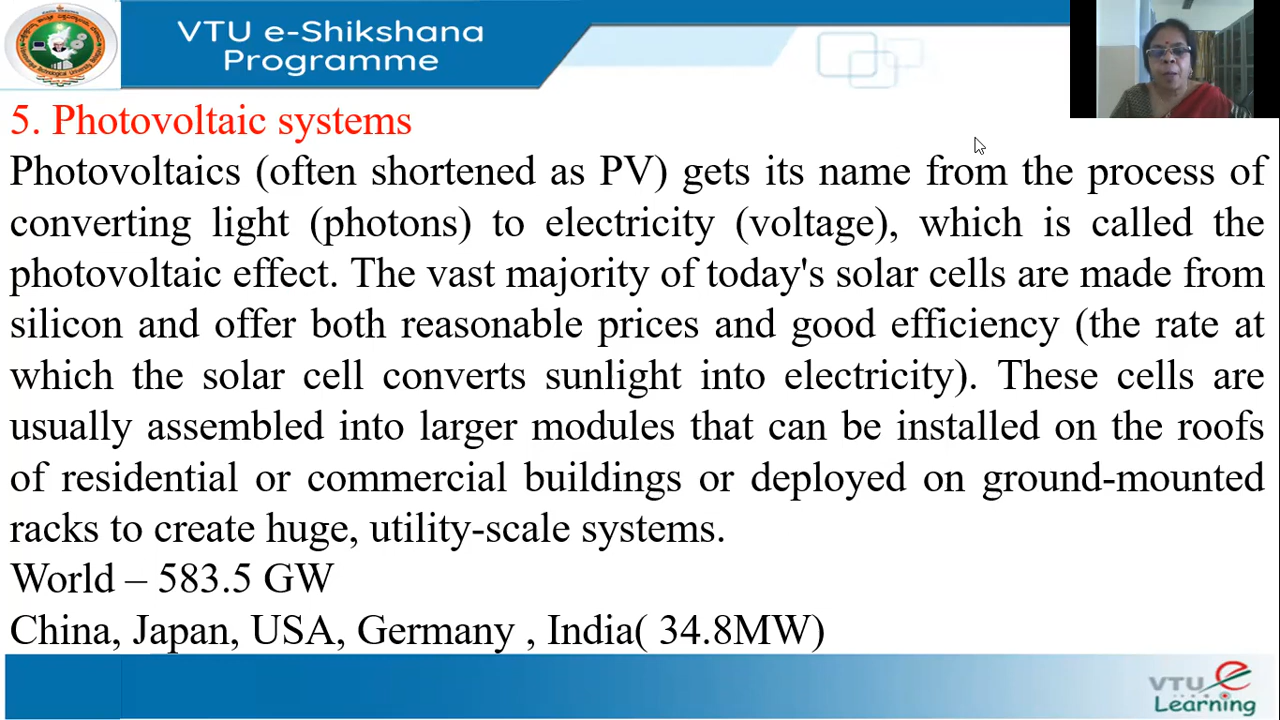 VTU e-Shikshana
Programme
5. Photovoltaic systems
Photovoltaics (often shortened as PV) gets its name from the process of
converting light (photons) to electricity (voltage), which is called the
photovoltaic effect. The vast majority of today's solar cells are made from
silicon and offer both reasonable prices and good efficiency (the rate at
which the solar cell converts sunlight into electricity). These cells are
usually assembled into larger modules that can be installed on the roofs
of residential or commercial buildings or deployed on ground-mounted
racks to create huge, utility-scale systems.
World – 583.5 GW
China, Japan, USA, Germany , India( 34.8MW)
VTU e
Learning